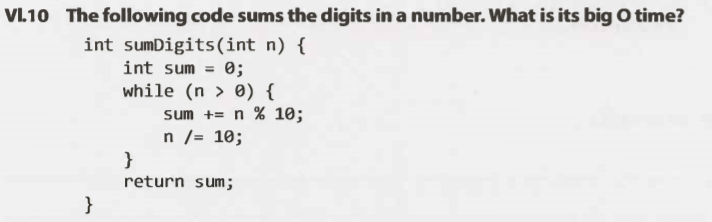 VI.10 The following code sums the digits in a number. What is its big O time?
int sumDigits(int n) {
int sum = 0;
while (n > 0) {
sum += n % 10;
n /= 10;
}
return sum;
}